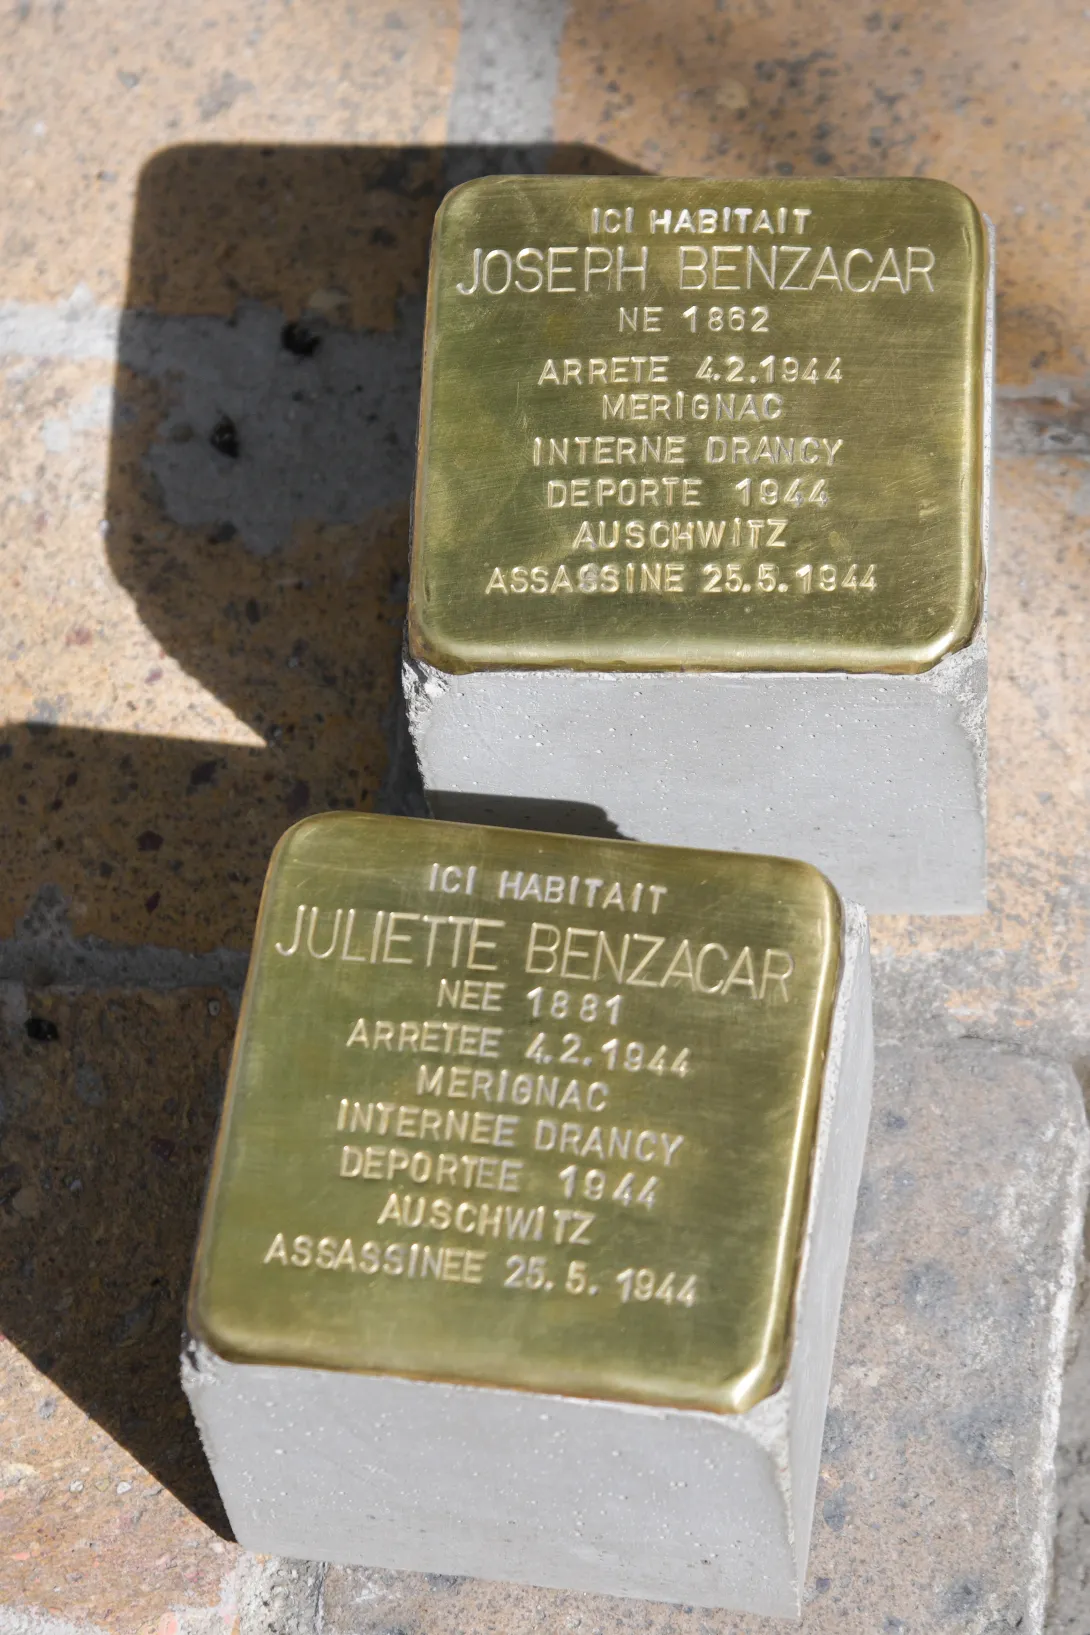 ICI HABITAIT
JOSEPH BENZACAR
NE 1862
ARRETE 4.2.1944
MERIGNAC
INTERNE DRANCY
DEPORTE 1944
AUSCHWITZ
ASSASSINE 25.5.1944
ICI HABITAIT
JULIETTE BENZACAR
NEE 1881
ARRETEE 4.2.1944
MERIGNAC
INTERNEE DRANCY
DEPORTEE 1944
AUSCHWITZ
ASSASSINEE 25.5.1944